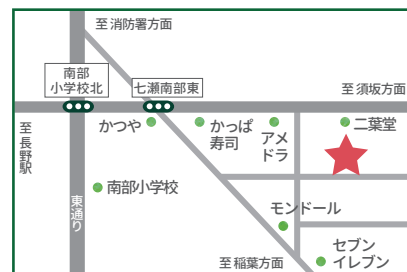 至消防署方面
南部
小学校北
七瀬南部東
至須坂方面
至長野駅
かつや
かっぱ
寿司
アメ
ドラ
二葉堂
南部小学校
東通り
モンドール
至稲葉方面
セブン
イレブン